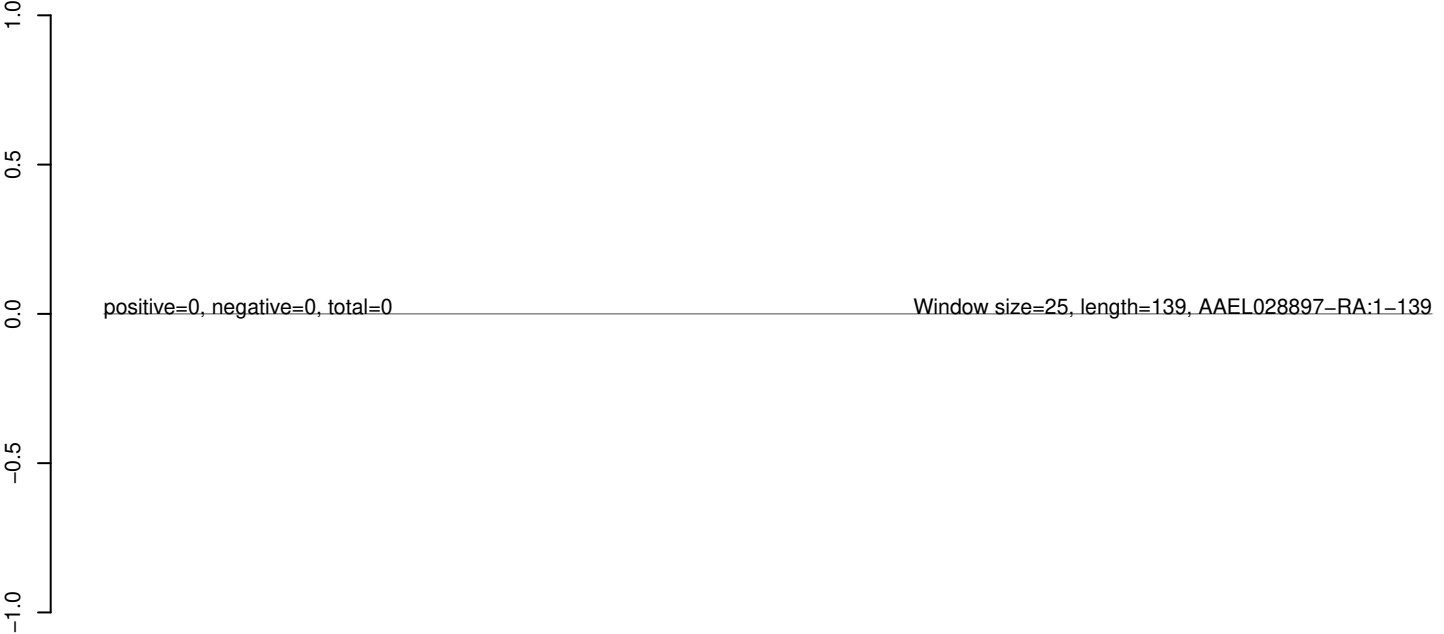 1.0
0.5
0.0
−0.5
−1.0
positive=0, negative=0, total=0
Window size=25, length=139, AAEL028897−RA:1−139